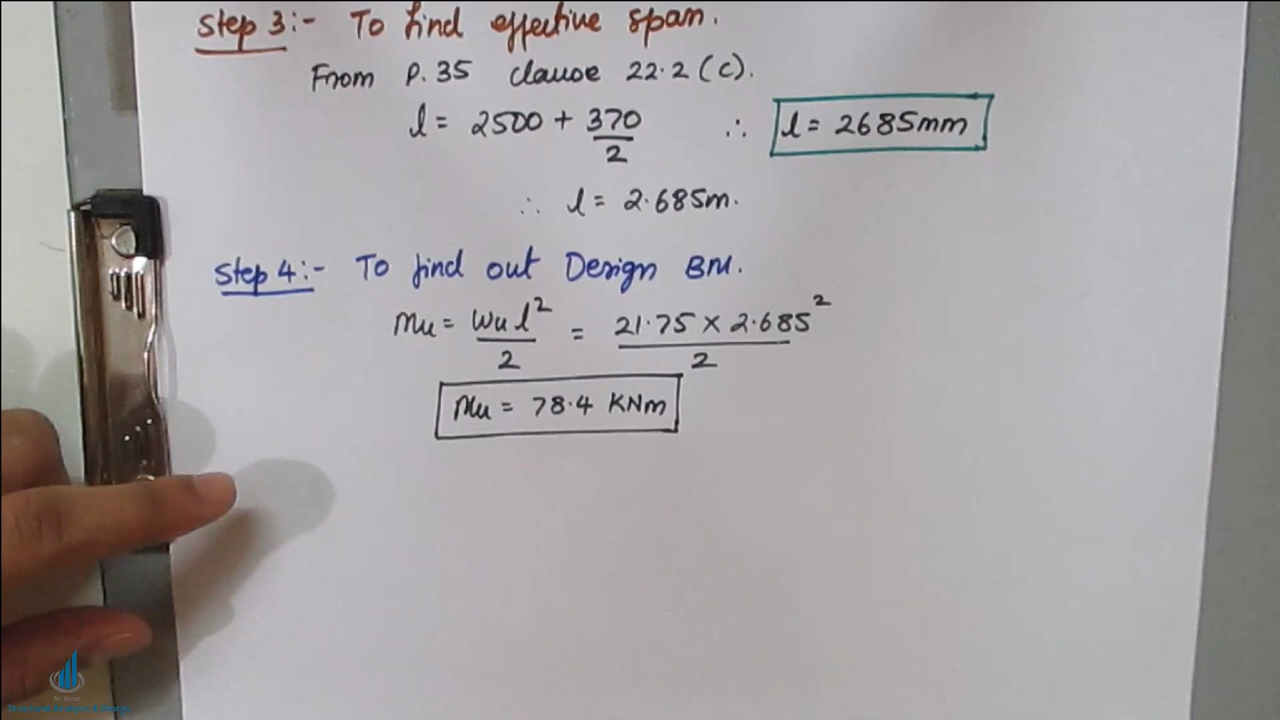 Step 3:- To find effective span.
From P.35 clause 22.2(c).
l = 2500 + 370/2 ∴ l = 2685mm
∴ l = 2.685m.
Step 4:- To find out Design BM.
Mu = Wu l²/2 = 21.75 × 2.685²/2
Mu = 78.4 KNm